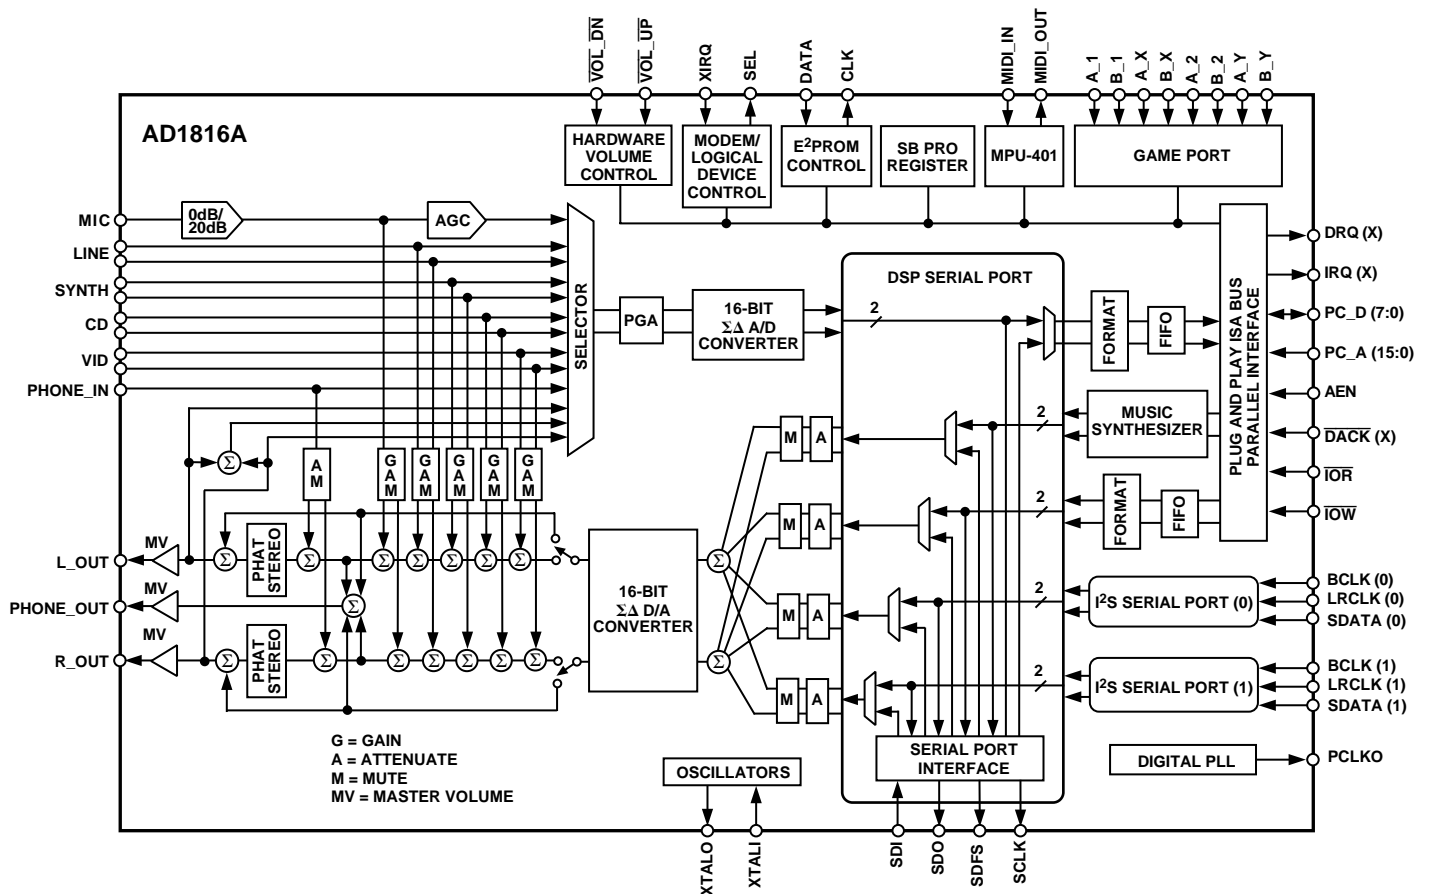 VOL_DN
VOL_UP
XIRQ
SEL
DATA
CLK
MIDI_IN
MIDI_OUT
A_1
B_1
A_X
B_X
A_2
B_2
A_Y
B_Y
AD1816A
HARDWARE
VOLUME
CONTROL
MODEM/
LOGICAL
DEVICE
CONTROL
E²PROM
CONTROL
SB PRO
REGISTER
MPU-401
GAME PORT
MIC
LINE
SYNTH
CD
VID
PHONE_IN
0dB/
20dB
AGC
SELECTOR
PGA
16-BIT
ΣΔ A/D
CONVERTER
DSP SERIAL PORT
2
FORMAT
FIFO
PLUG AND PLAY ISA BUS
PARALLEL INTERFACE
DRQ (X)
IRQ (X)
PC_D (7:0)
PC_A (15:0)
AEN
DACK (X)
IOR
IOW
MUSIC
SYNTHESIZER
2
M
A
Σ
A
M
G
A
M
G
A
M
G
A
M
G
A
M
G
A
M
M
A
2
FORMAT
FIFO
L_OUT
MV
Σ
PHAT
STEREO
Σ
Σ
Σ
Σ
Σ
Σ
16-BIT
ΣΔ D/A
CONVERTER
Σ
PHONE_OUT
MV
Σ
M
A
2
I²S SERIAL PORT (0)
BCLK (0)
LRCLK (0)
SDATA (0)
R_OUT
MV
Σ
PHAT
STEREO
Σ
Σ
Σ
Σ
Σ
Σ
Σ
M
A
2
I²S SERIAL PORT (1)
BCLK (1)
LRCLK (1)
SDATA (1)
G = GAIN
A = ATTENUATE
M = MUTE
MV = MASTER VOLUME
OSCILLATORS
SERIAL PORT
INTERFACE
DIGITAL PLL
PCLKO
XTALO
XTALI
SDI
SDO
SDFS
SCLK